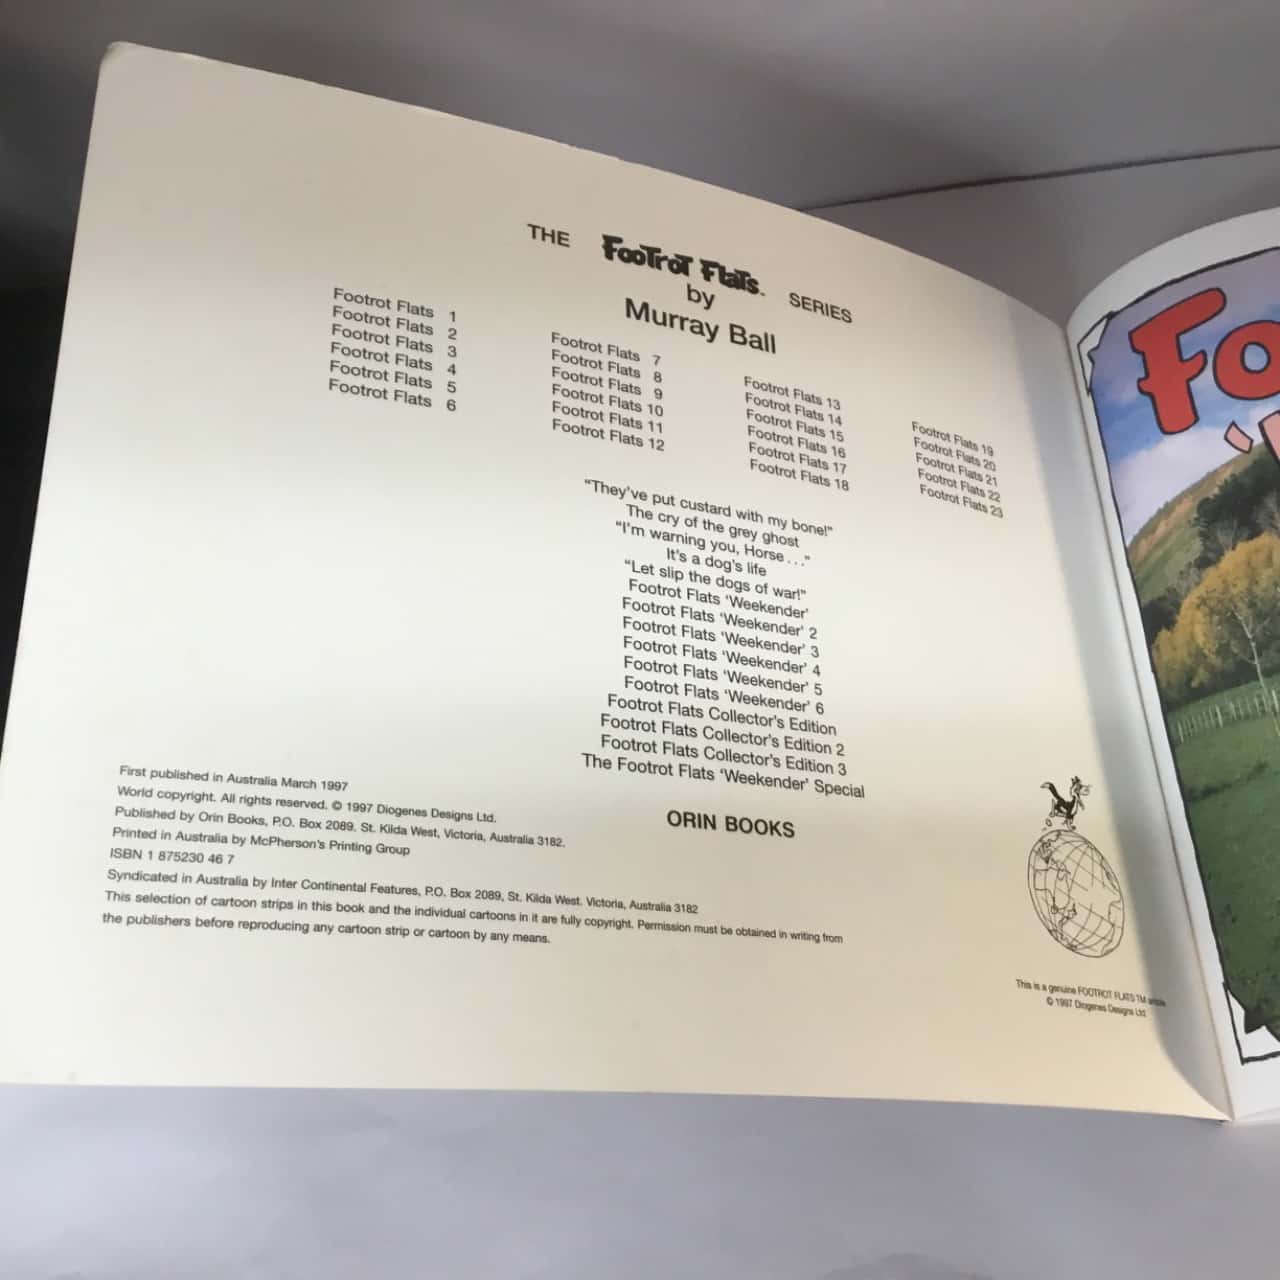 THE FOOTROT FLATS. SERIES
by
Murray Ball
Footrot Flats 1
Footrot Flats 2
Footrot Flats 3
Footrot Flats 4
Footrot Flats 5
Footrot Flats 6
Footrot Flats 7
Footrot Flats 8
Footrot Flats 9
Footrot Flats 10
Footrot Flats 11
Footrot Flats 12
Footrot Flats 13
Footrot Flats 14
Footrot Flats 15
Footrot Flats 16
Footrot Flats 17
Footrot Flats 18
Footrot Flats 19
Footrot Flats 20
Footrot Flats 21
Footrot Flats 22
Footrot Flats 23
"They've put custard with my bone!"
The cry of the grey ghost
"I'm warning you, Horse..."
It's a dog's life
"Let slip the dogs of war!"
Footrot Flats 'Weekender'
Footrot Flats 'Weekender' 2
Footrot Flats 'Weekender' 3
Footrot Flats 'Weekender' 4
Footrot Flats 'Weekender' 5
Footrot Flats 'Weekender' 6
Footrot Flats Collector's Edition
Footrot Flats Collector's Edition 2
Footrot Flats Collector's Edition 3
The Footrot Flats 'Weekender' Special
ORIN BOOKS
First published in Australia March 1997
World copyright. All rights reserved. © 1997 Diogenes Designs Ltd.
Published by Orin Books, P.O. Box 2089. St. Kilda West, Victoria, Australia 3182.
Printed in Australia by McPherson's Printing Group
ISBN 1 875230 46 7
Syndicated in Australia by Inter Continental Features, P.O. Box 2089, St. Kilda West. Victoria, Australia 3182
This selection of cartoon strips in this book and the individual cartoons in it are fully copyright. Permission must be obtained in writing from
the publishers before reproducing any cartoon strip or cartoon by any means.
This is a genuine FOOTROT FLATS TM article
© 1997 Diogenes Designs Ltd
Fo